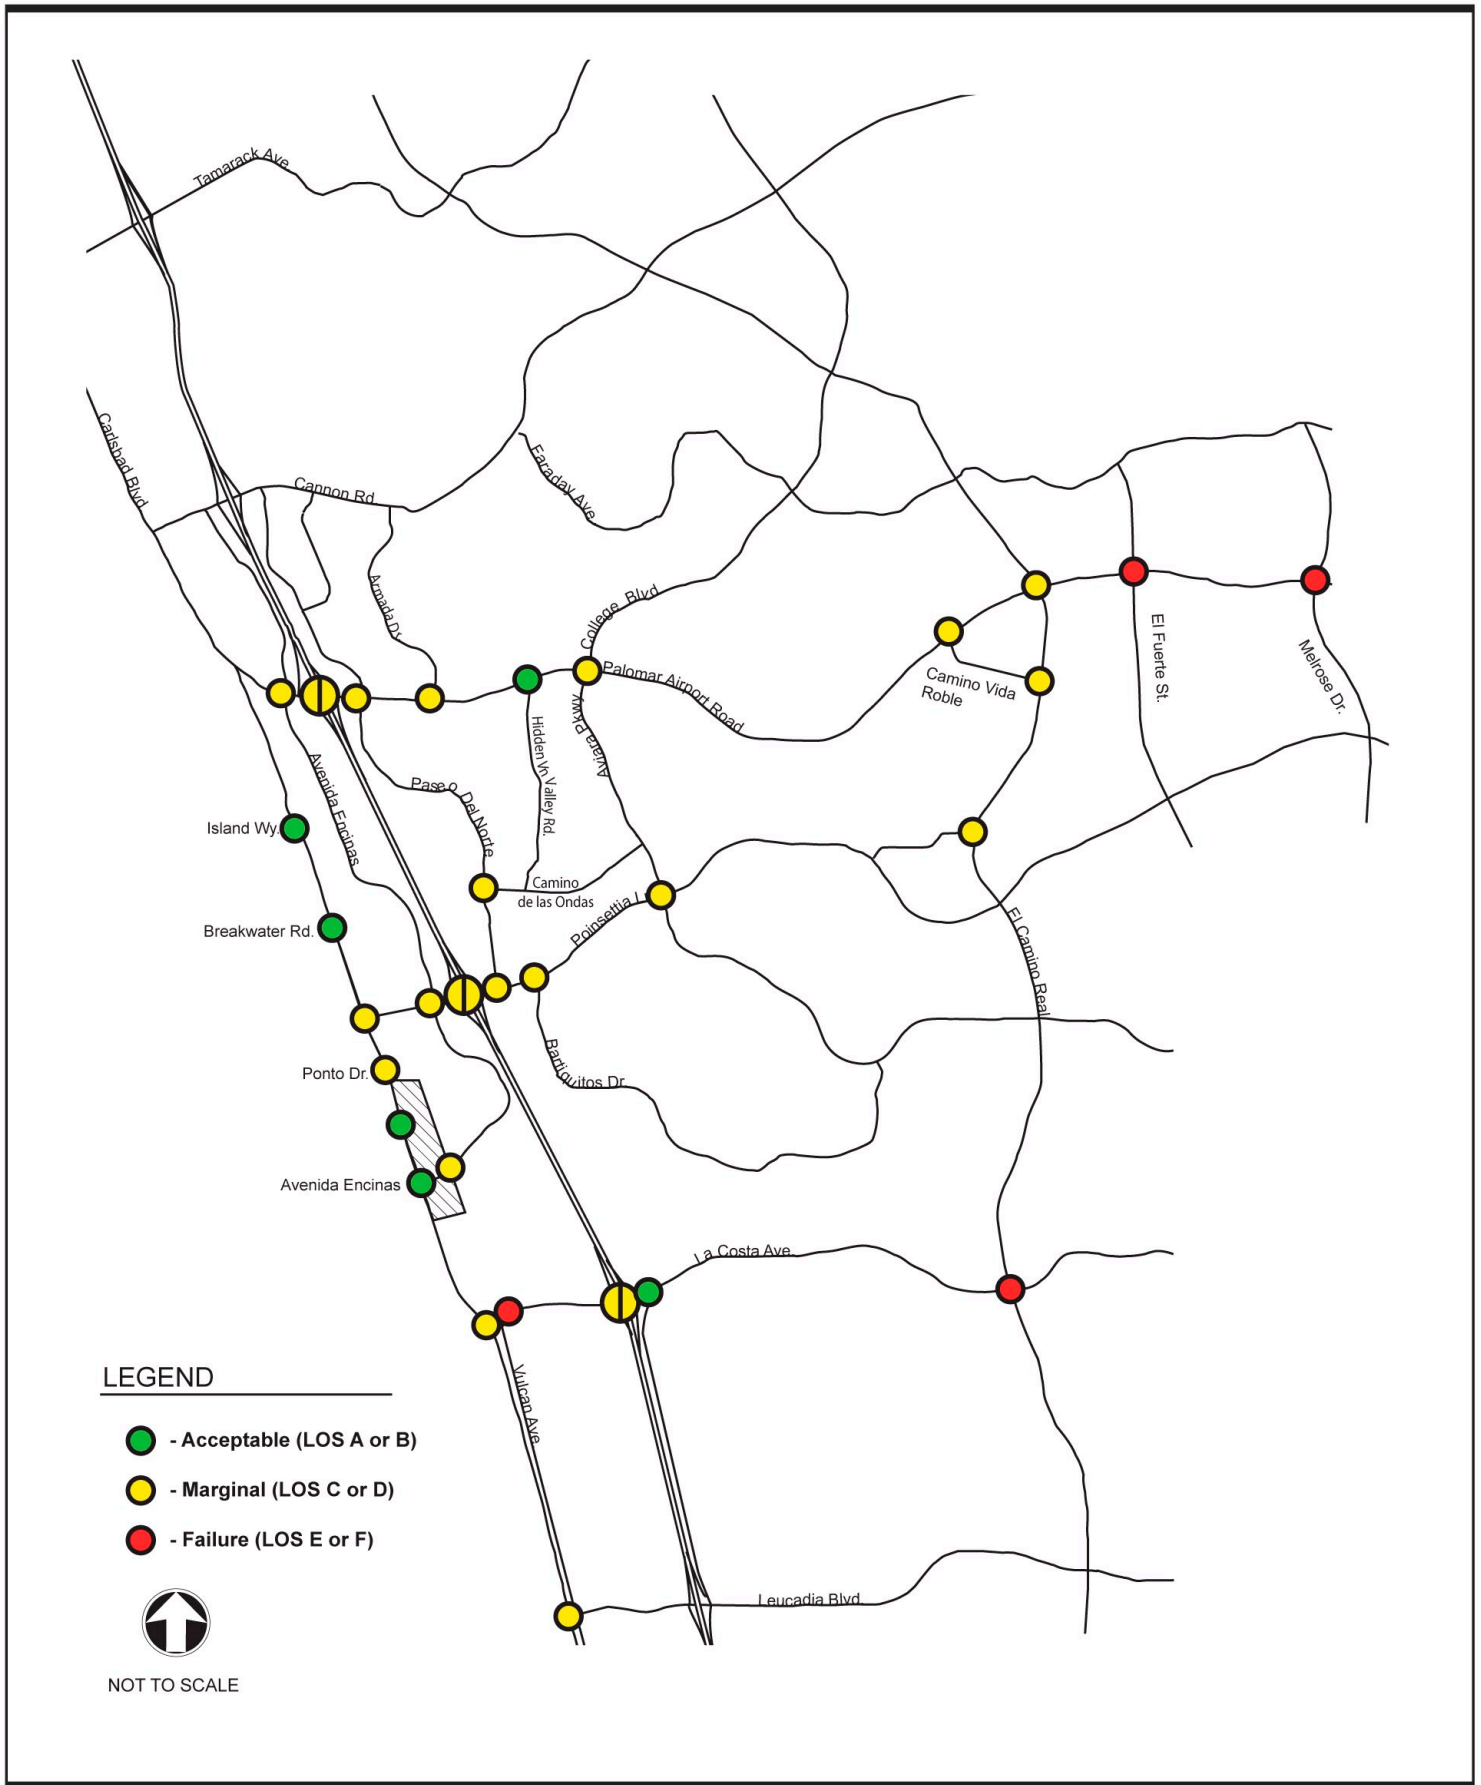 Tamarack Ave
Carlsbad Blvd
Cannon Rd
Faraday Ave
Armada Dr.
College Blvd
El Fuerte St.
Melrose Dr.
Palomar Airport Road
Camino Vida
Roble
Aviara Pkwy
Hidden Valley Rd.
Avenida Encinas
Paseo Del Norte
Island Wy.
Camino
de las Ondas
Poinsettia
El Camino Real
Breakwater Rd.
Batiquitos Dr.
Ponto Dr.
Avenida Encinas
La Costa Ave.
Vulcan Ave
LEGEND
- Acceptable (LOS A or B)
- Marginal (LOS C or D)
- Failure (LOS E or F)
Leucadia Blvd.
NOT TO SCALE